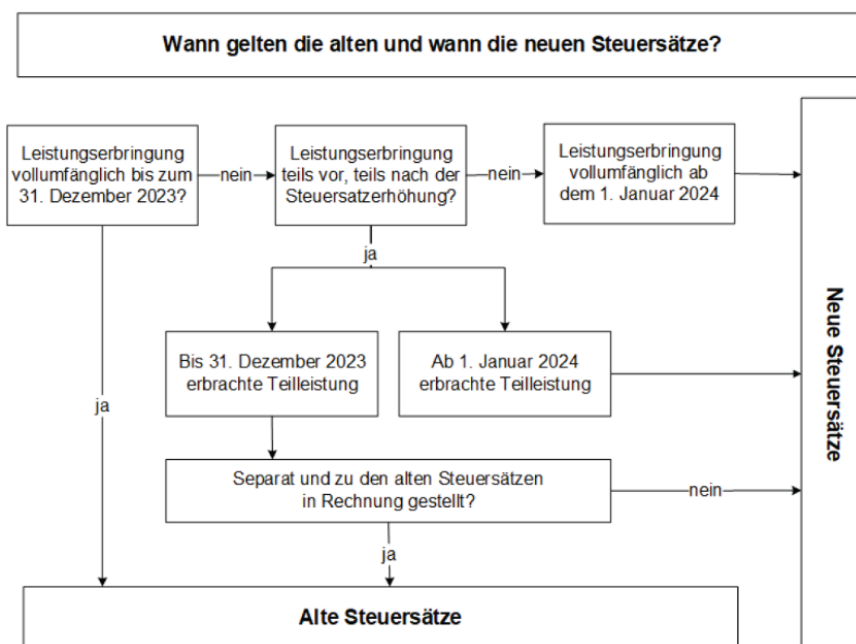 Wann gelten die alten und wann die neuen Steuersätze?
Leistungserbringung
vollumfänglich bis zum
31. Dezember 2023?
nein
Leistungserbringung
teils vor, teils nach der
Steuersatzerhöhung?
nein
Leistungserbringung
vollumfänglich ab
dem 1. Januar 2024
ja
Bis 31. Dezember 2023
erbrachte Teilleistung
Ab 1. Januar 2024
erbrachte Teilleistung
Neue Steuersätze
ja
Separat und zu den alten Steuersätzen
in Rechnung gestellt?
nein
ja
Alte Steuersätze